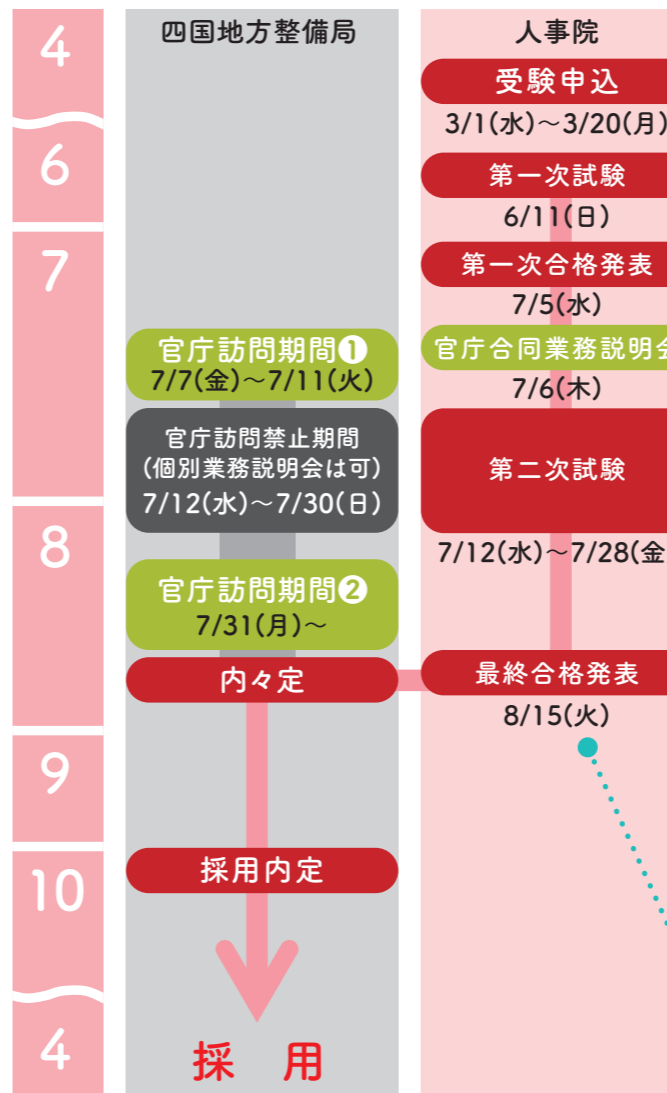 4
6
7
8
9
10
4
四国地方整備局
官庁訪問期間❶
7/7(金)～7/11(火)
官庁訪問禁止期間
(個別業務説明会は可)
7/12(水)～7/30(日)
官庁訪問期間❷
7/31(月)～
内々定
採用内定
採 用
人事院
受験申込
3/1(水)～3/20(月)
第一次試験
6/11(日)
第一次合格発表
7/5(水)
官庁合同業務説明会
7/6(木)
第二次試験
7/12(水)～7/28(金
最終合格発表
8/15(火)